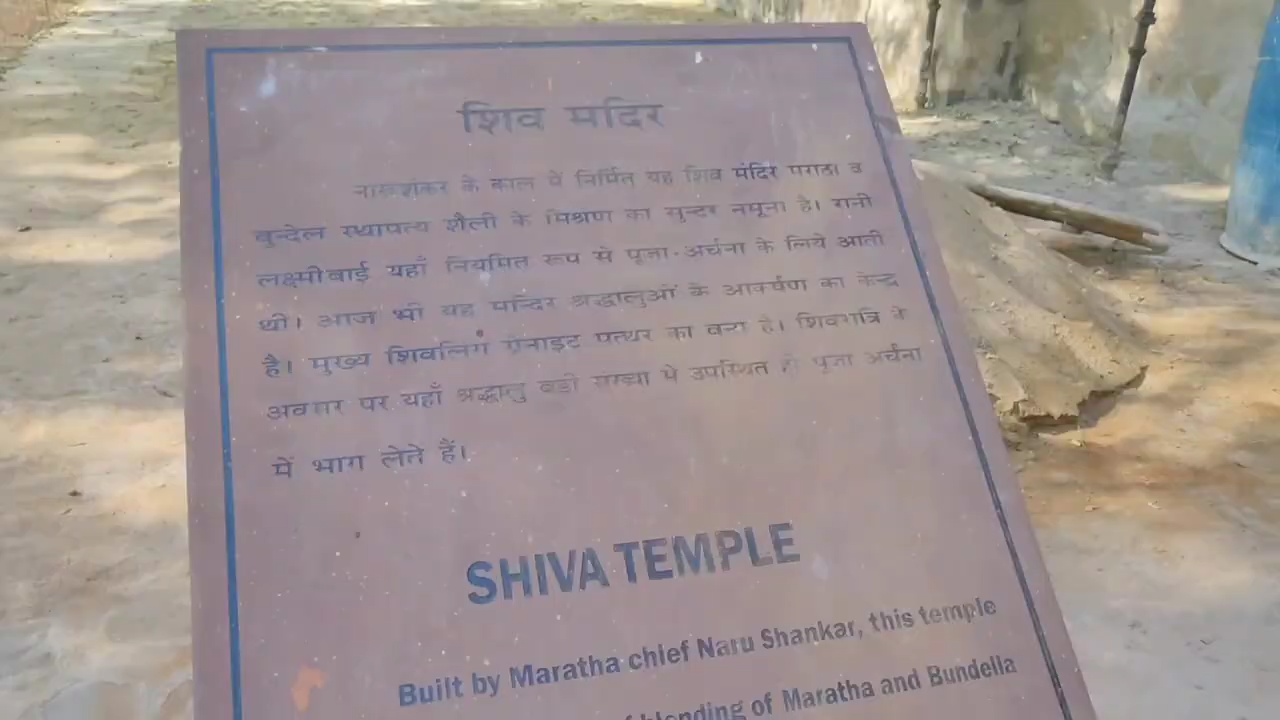 शिव मंदिर
नारूशंकर के काल में निर्मित यह शिव मंदिर मराठा व
बुन्देल स्थापत्य शैली के मिश्रण का सुन्दर नमूना है। रानी
लक्ष्मीबाई यहाँ नियमित रूप से पूजा-अर्चना के लिये आती
थी। आज भी यह मन्दिर श्रद्धालुओं के आकर्षण का केन्द्र
है। मुख्य शिवलिंग ग्रेनाइट पत्थर का बना है। शिवरात्रि के
अवसर पर यहाँ श्रद्धालु बड़ी संख्या में उपस्थित हो पूजा अर्चना
में भाग लेते हैं।
SHIVA TEMPLE
Built by Maratha chief Naru Shankar, this temple
blending of Maratha and Bundella